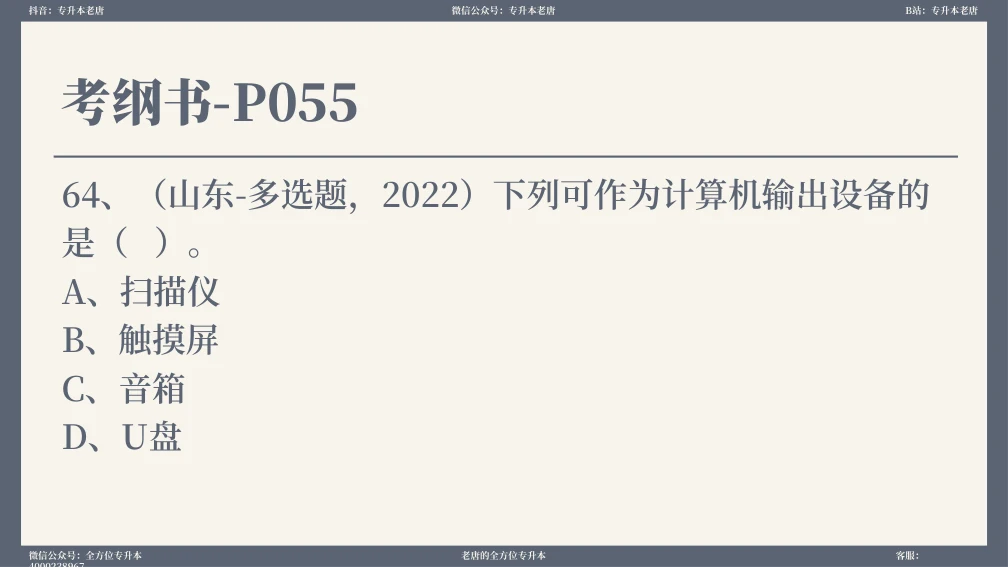 抖音：专升本老唐
微信公众号：专升本老唐
B站：专升本老唐
考纲书-P055
64、（山东-多选题，2022）下列可作为计算机输出设备的
是（  ）。
A、扫描仪
B、触摸屏
C、音箱
D、U盘
微信公众号：全方位专升本
老唐的全方位专升本
客服：
4000238967